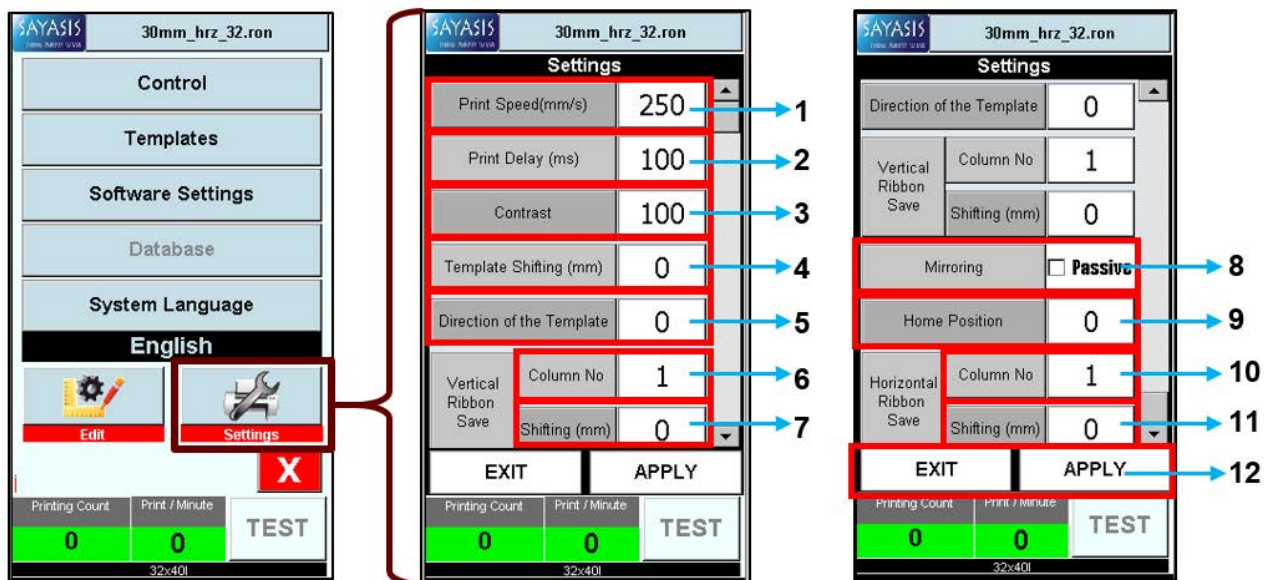 SAYASIS
30mm_hrz_32.ron
Control
Templates
Software Settings
Database
System Language
English
Edit
Settings
X
Printing Count
Print / Minute
TEST
0
0
32x40l
SAYASIS
30mm_hrz_32.ron
Settings
Print Speed(mm/s)
250
1
Print Delay (ms)
100
2
Contrast
100
3
Template Shifting (mm)
0
4
Direction of the Template
0
5
Vertical
Ribbon
Save
Column No
1
6
Shifting (mm)
0
7
EXIT
APPLY
Printing Count
Print / Minute
TEST
0
0
32x40l
SAYASIS
30mm_hrz_32.ron
Settings
Direction of the Template
0
Vertical
Ribbon
Save
Column No
1
Shifting (mm)
0
Mirroring
Passive
8
Home Position
0
9
Horizontal
Ribbon
Save
Column No
1
10
Shifting (mm)
0
11
EXIT
APPLY
12
Printing Count
Print / Minute
TEST
0
0
32x40l